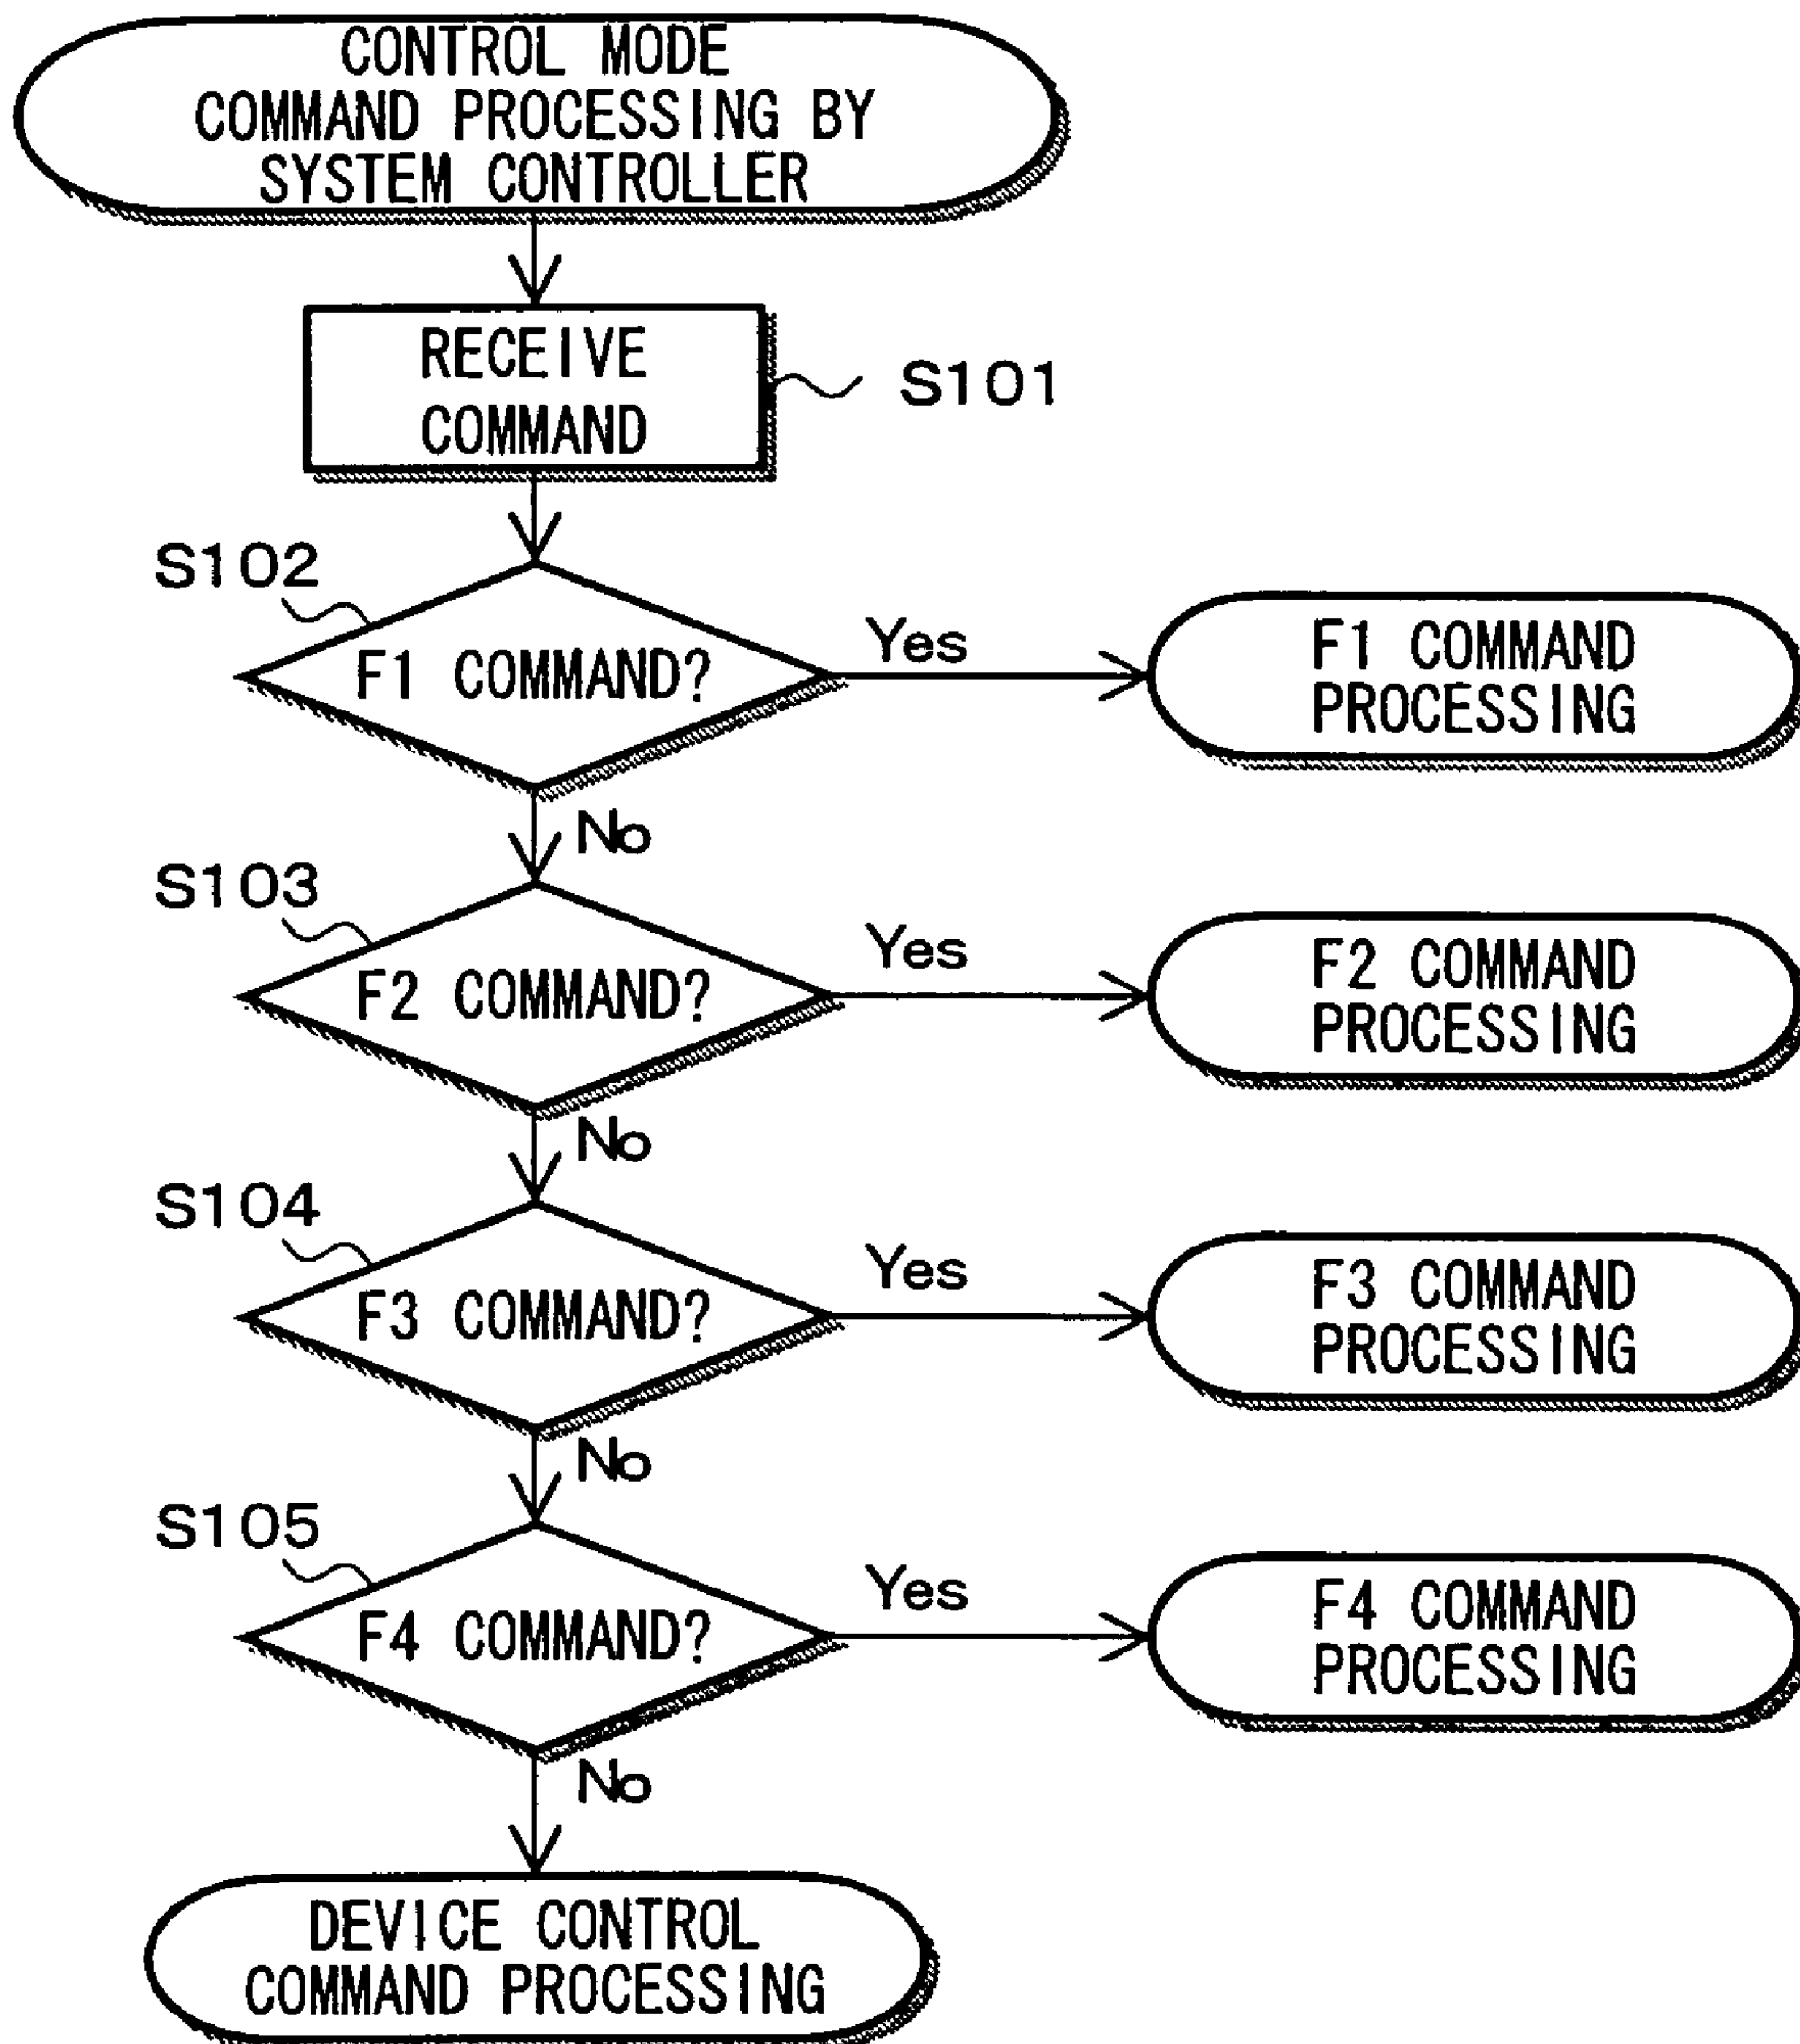 CONTROL MODE
COMMAND PROCESSING BY
SYSTEM CONTROLLER
RECEIVE
COMMAND
S101
S102
F1 COMMAND?
Yes
F1 COMMAND
PROCESSING
No
S103
F2 COMMAND?
Yes
F2 COMMAND
PROCESSING
No
S104
F3 COMMAND?
Yes
F3 COMMAND
PROCESSING
No
S105
F4 COMMAND?
Yes
F4 COMMAND
PROCESSING
No
DEVICE CONTROL
COMMAND PROCESSING